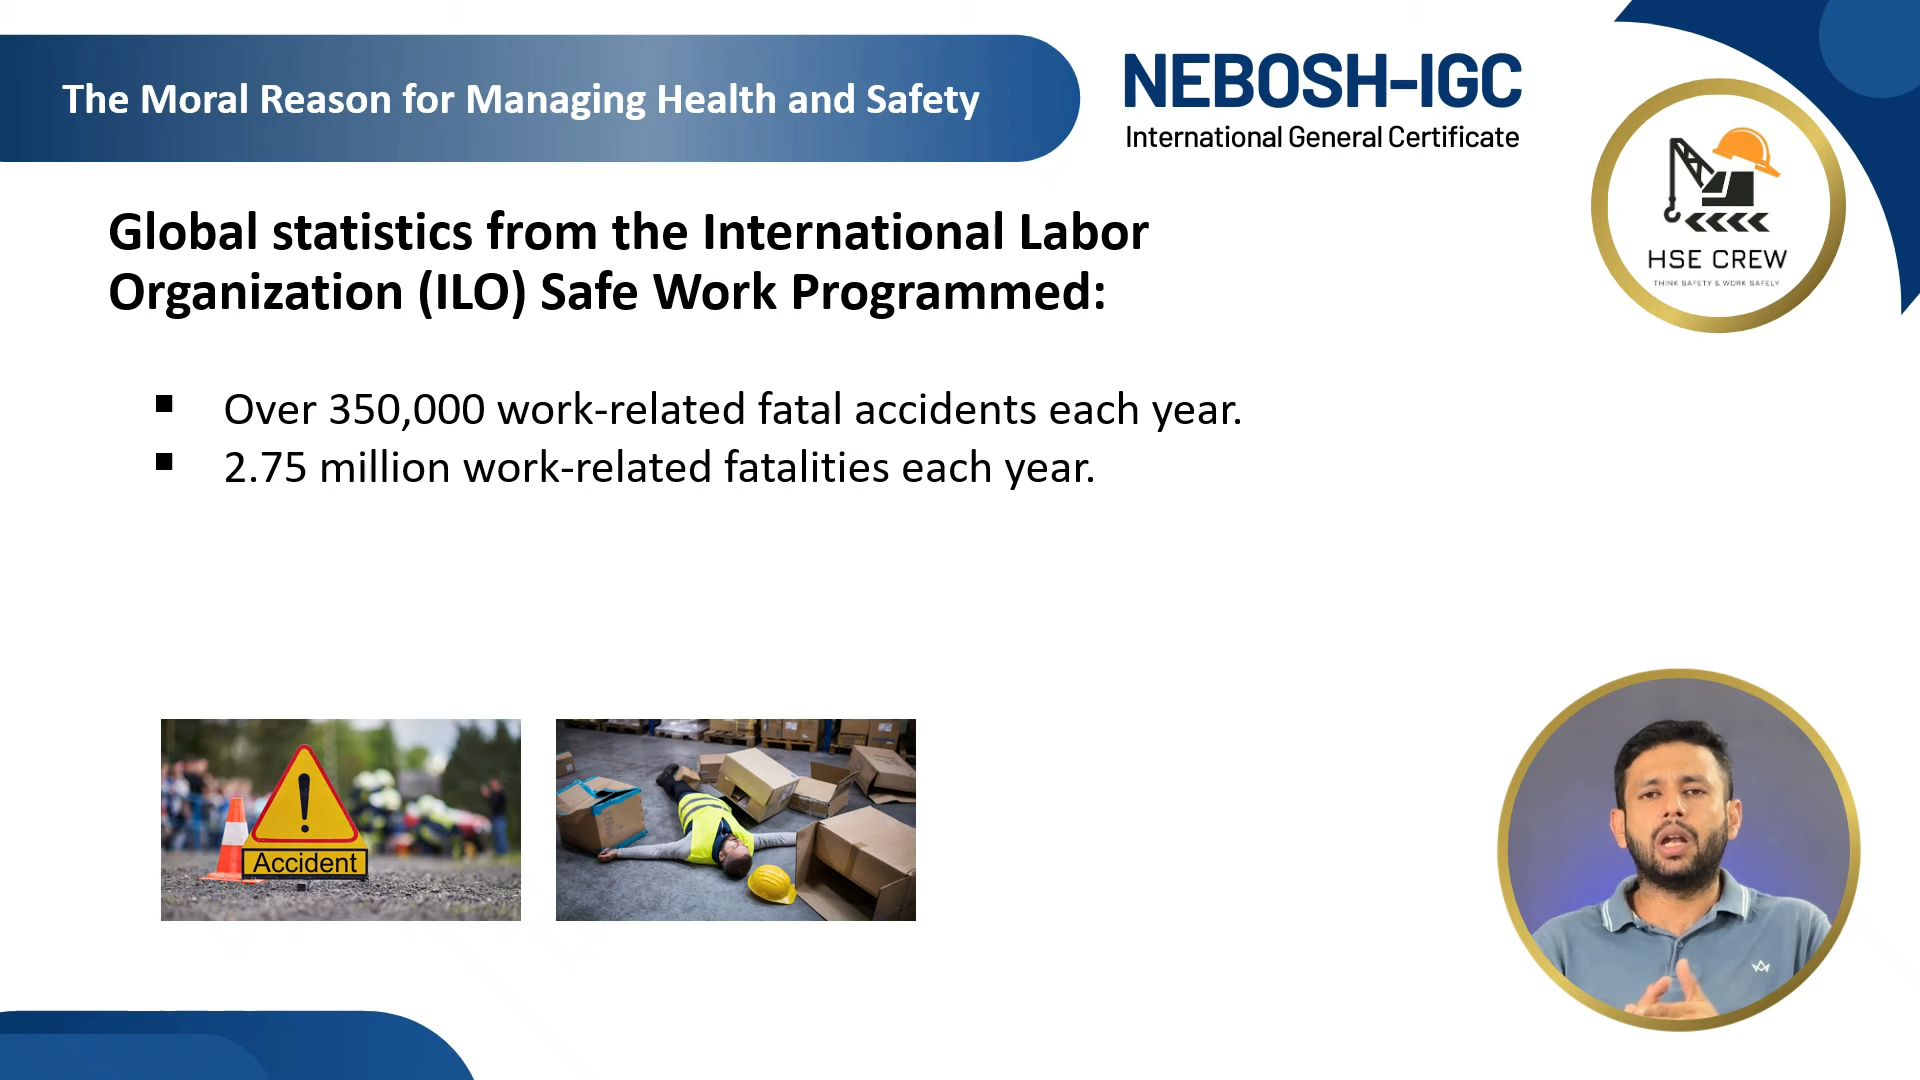 The Moral Reason for Managing Health and Safety
NEBOSH-IGC
International General Certificate
HSE CREW
THINK SAFETY & WORK SAFELY
Global statistics from the International Labor
Organization (ILO) Safe Work Programmed:
Over 350,000 work-related fatal accidents each year.
2.75 million work-related fatalities each year.
Accident